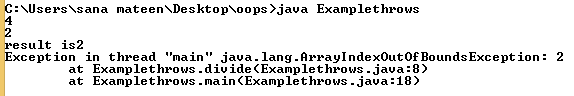 C:\Users\sana mateen\Desktop\oops>java Examplethrows
4
2
result is2
Exception in thread "main" java.lang.ArrayIndexOutOfBoundsException: 2
at Examplethrows.divide(Examplethrows.java:8)
at Examplethrows.main(Examplethrows.java:18)